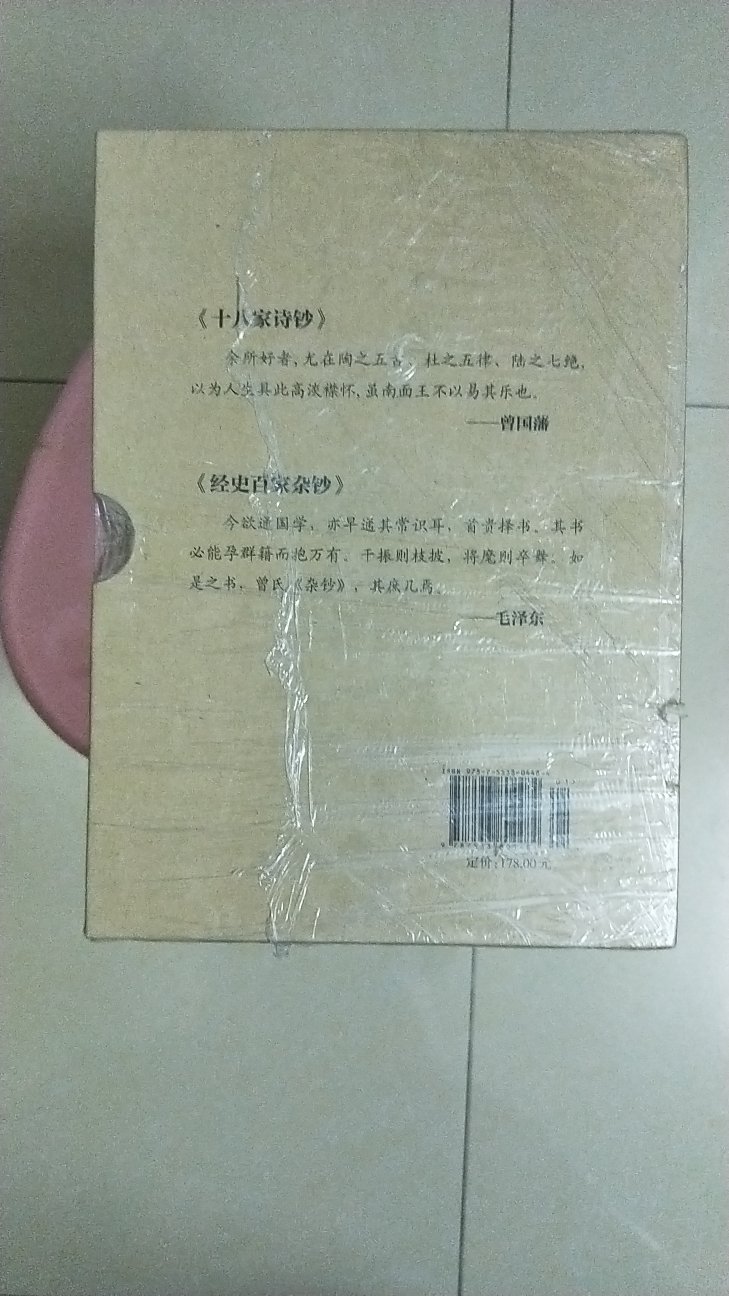 《十八家诗钞》
余所好者,尤在陶之五古、杜之五律、陆之七绝,
以为人生具此高淡襟怀,虽南面王不以易其乐也。
——曾国藩
《经史百家杂钞》
今欲通国学,亦早通其常识耳,首贵择书。其书
必能孕群籍而抱万有。干振则枝披,将麾则卒舞。如
是之书,曾氏《杂钞》,其庶几焉。
——毛泽东
ISBN 978-7-5538-
定价:178.00元